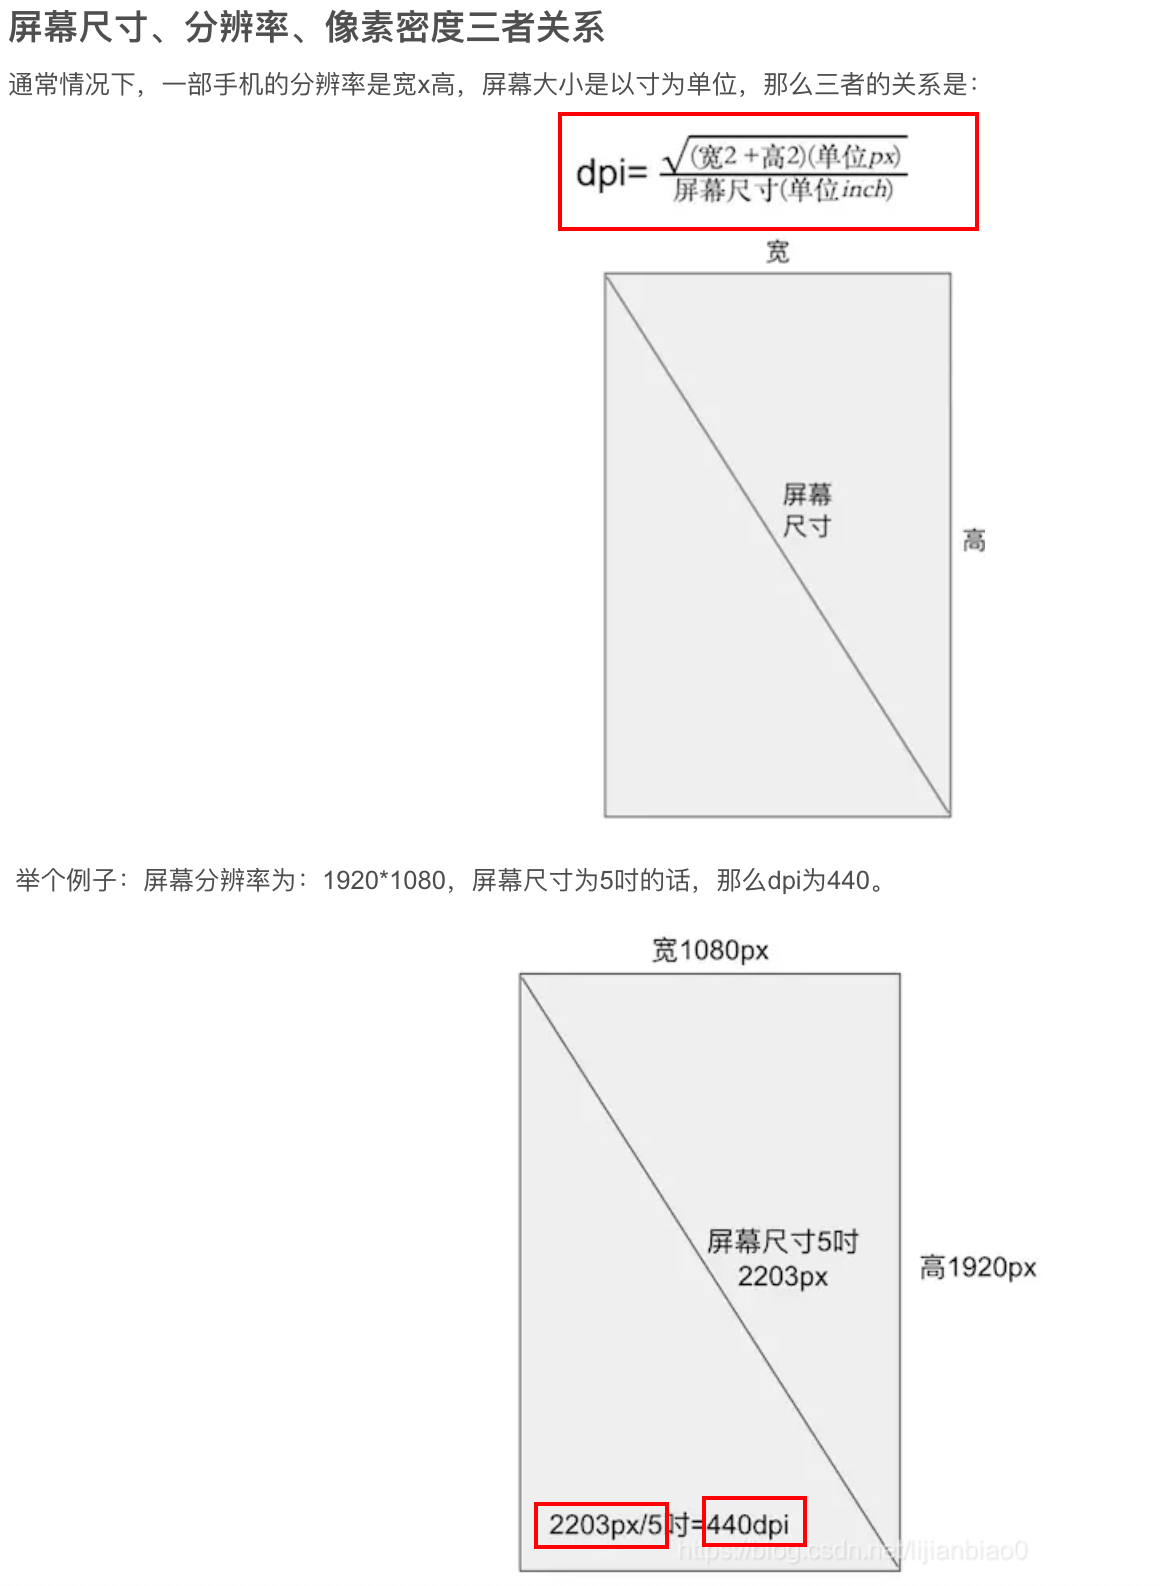 屏幕尺寸、分辨率、像素密度三者关系
通常情况下，一部手机的分辨率是宽x高，屏幕大小是以寸为单位，那么三者的关系是：
dpi= √(宽2 +高2)(单位px)
屏幕尺寸(单位inch)
宽
屏幕
尺寸
高
举个例子：屏幕分辨率为：1920*1080，屏幕尺寸为5吋的话，那么dpi为440。
宽1080px
屏幕尺寸5吋
2203px
高1920px
2203px/5吋=440dpi
https://blog.csdn.net/lijianbiao0